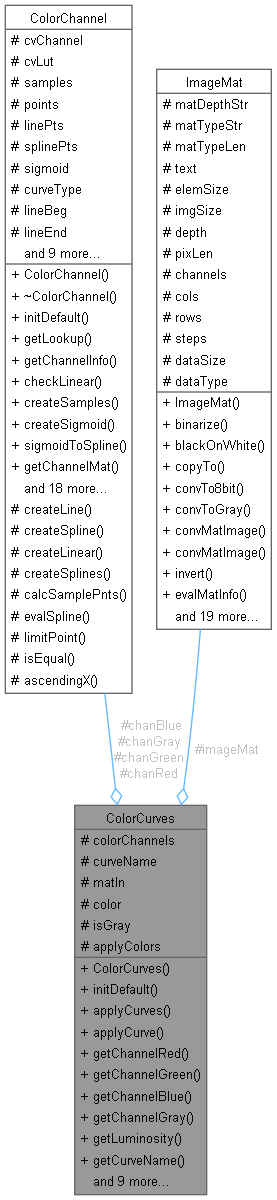 ColorChannel
# cvChannel
# cvLut
# samples
# points
# linePts
# splinePts
# sigmoid
# curveType
# lineBeg
# lineEnd
and 9 more...
+ ColorChannel()
+ ~ColorChannel()
+ initDefault()
+ getLookup()
+ getChannelInfo()
+ checkLinear()
+ createSamples()
+ createSigmoid()
+ sigmoidToSpline()
+ getChannelMat()
and 18 more...
# createLine()
# createSpline()
# createLinear()
# createSplines()
# calcSamplePnts()
# evalSpline()
# limitPoint()
# isEqual()
# ascendingX()
ImageMat
# matDepthStr
# matTypeStr
# matTypeLen
# text
# elemSize
# imgSize
# depth
# pixLen
# channels
# cols
# rows
# steps
# dataSize
# dataType
+ ImageMat()
+ binarize()
+ blackOnWhite()
+ copyTo()
+ convTo8bit()
+ convToGray()
+ convMatImage()
+ convMatImage()
+ invert()
+ evalMatInfo()
and 19 more...
#chanBlue
#chanGray
#chanGreen
#chanRed
#imageMat
ColorCurves
# colorChannels
# curveName
# matIn
# color
# isGray
# applyColors
+ ColorCurves()
+ initDefault()
+ applyCurves()
+ applyCurve()
+ getChannelRed()
+ getChannelGreen()
+ getChannelBlue()
+ getChannelGray()
+ getLuminosity()
+ getCurveName()
and 9 more...